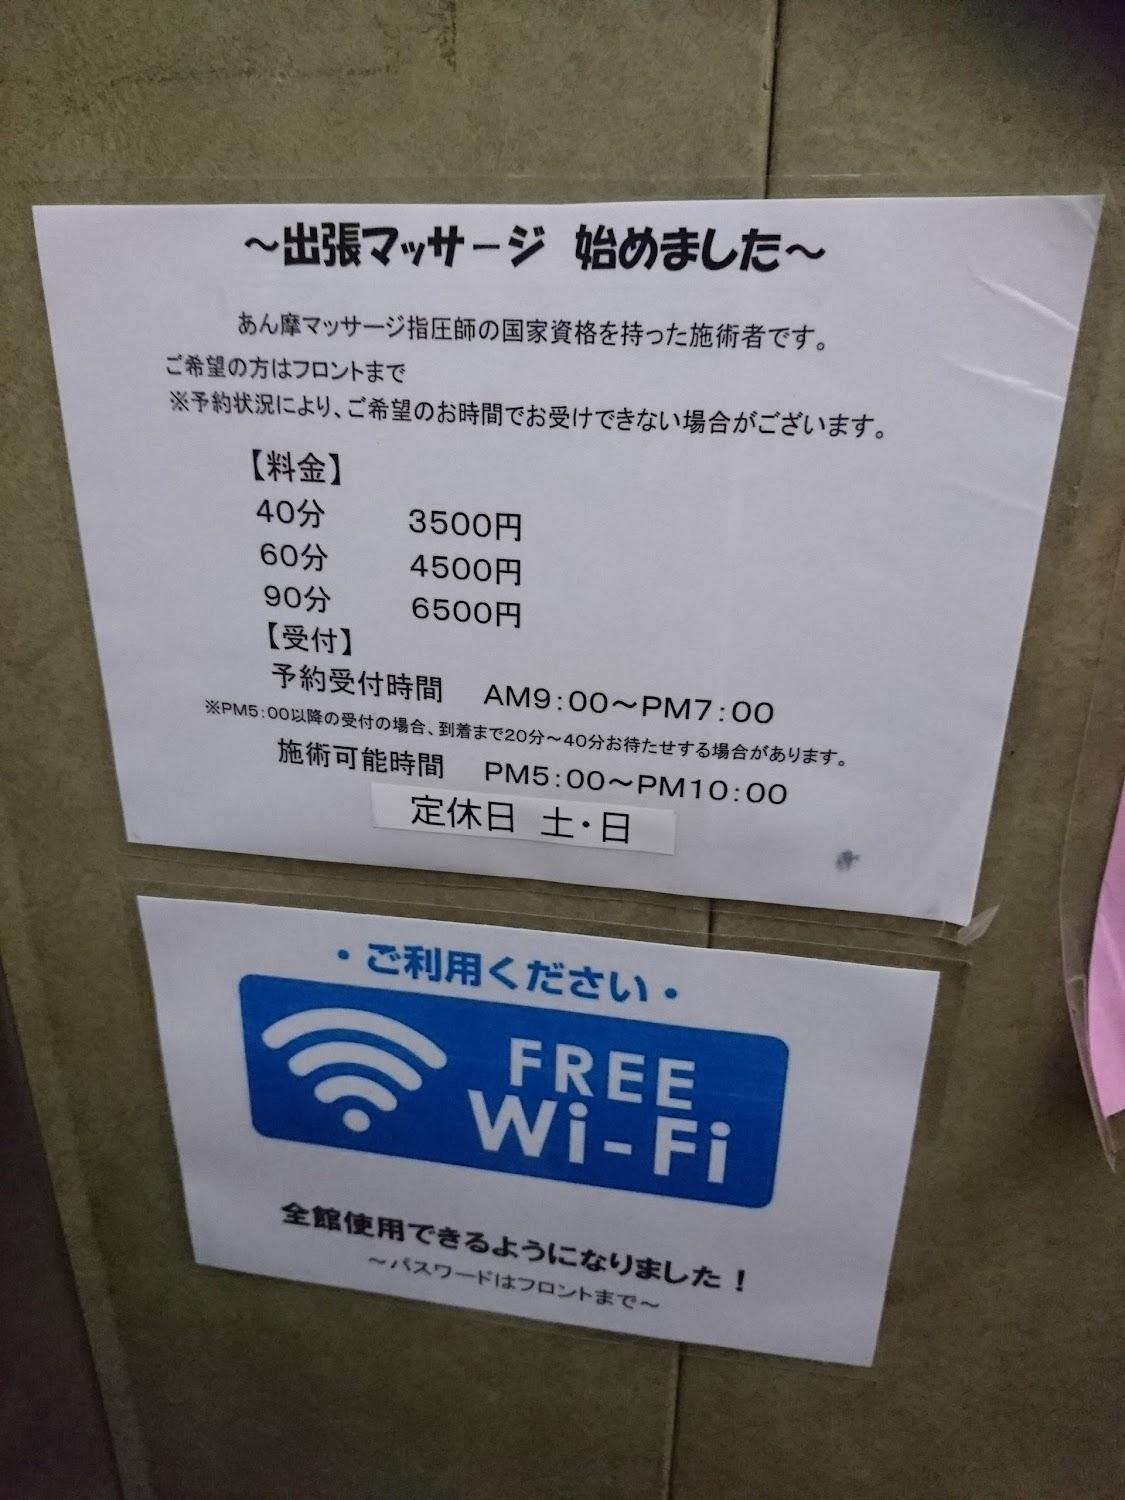 ～出張マッサージ 始めました～
あん摩マッサージ指圧師の国家資格を持った施術者です。
ご希望の方はフロントまで
※予約状況により、ご希望のお時間でお受けできない場合がございます。
【料金】
40分 3500円
60分 4500円
90分 6500円
【受付】
予約受付時間 AM9:00～PM7:00
※PM5:00以降の受付の場合、到着まで20分～40分お待たせする場合があります。
施術可能時間 PM5:00～PM10:00
定休日 土・日
・ご利用ください・
FREE
Wi-Fi
全館使用できるようになりました！
～パスワードはフロントまで～